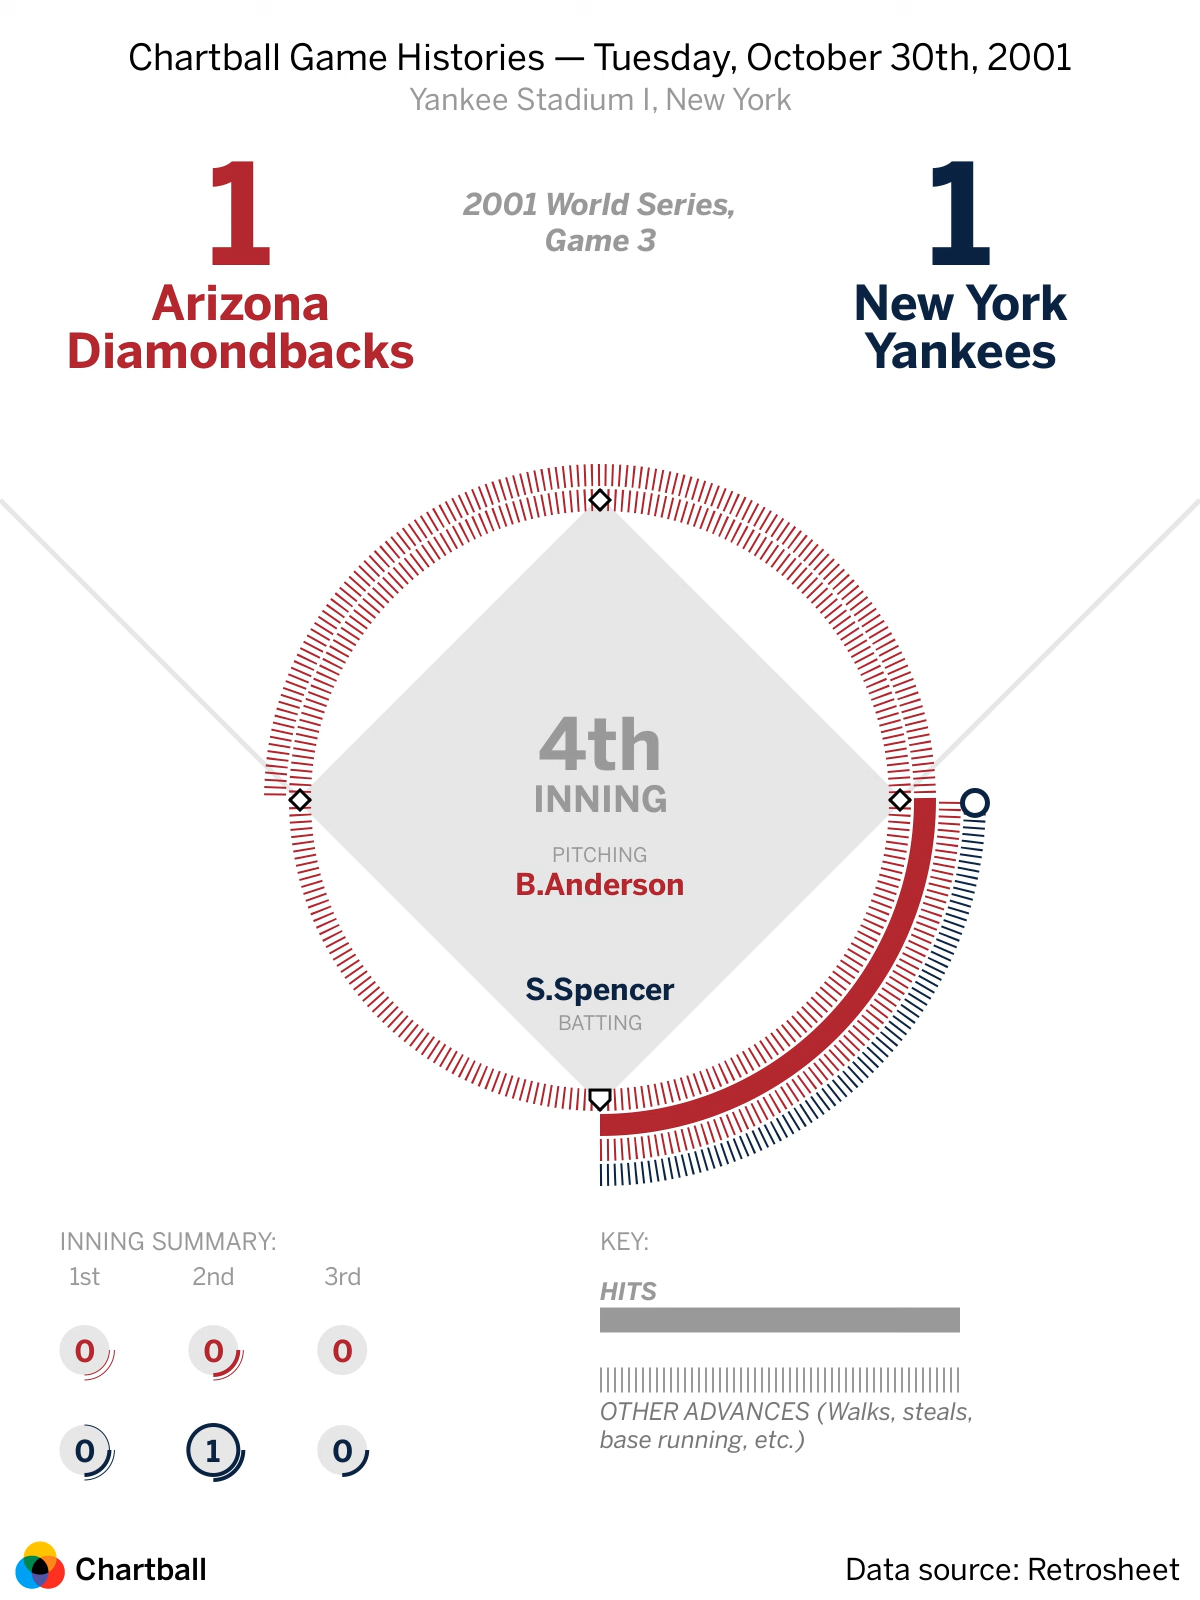 Chartball Game Histories — Tuesday, October 30th, 2001
Yankee Stadium I, New York
1
Arizona
Diamondbacks
2001 World Series,
Game 3
1
New York
Yankees
4th
INNING
PITCHING
B.Anderson
S.Spencer
BATTING
INNING SUMMARY:
1st 2nd 3rd
0 0 0
0 1 0
KEY:
HITS
OTHER ADVANCES (Walks, steals,
base running, etc.)
Chartball
Data source: Retrosheet